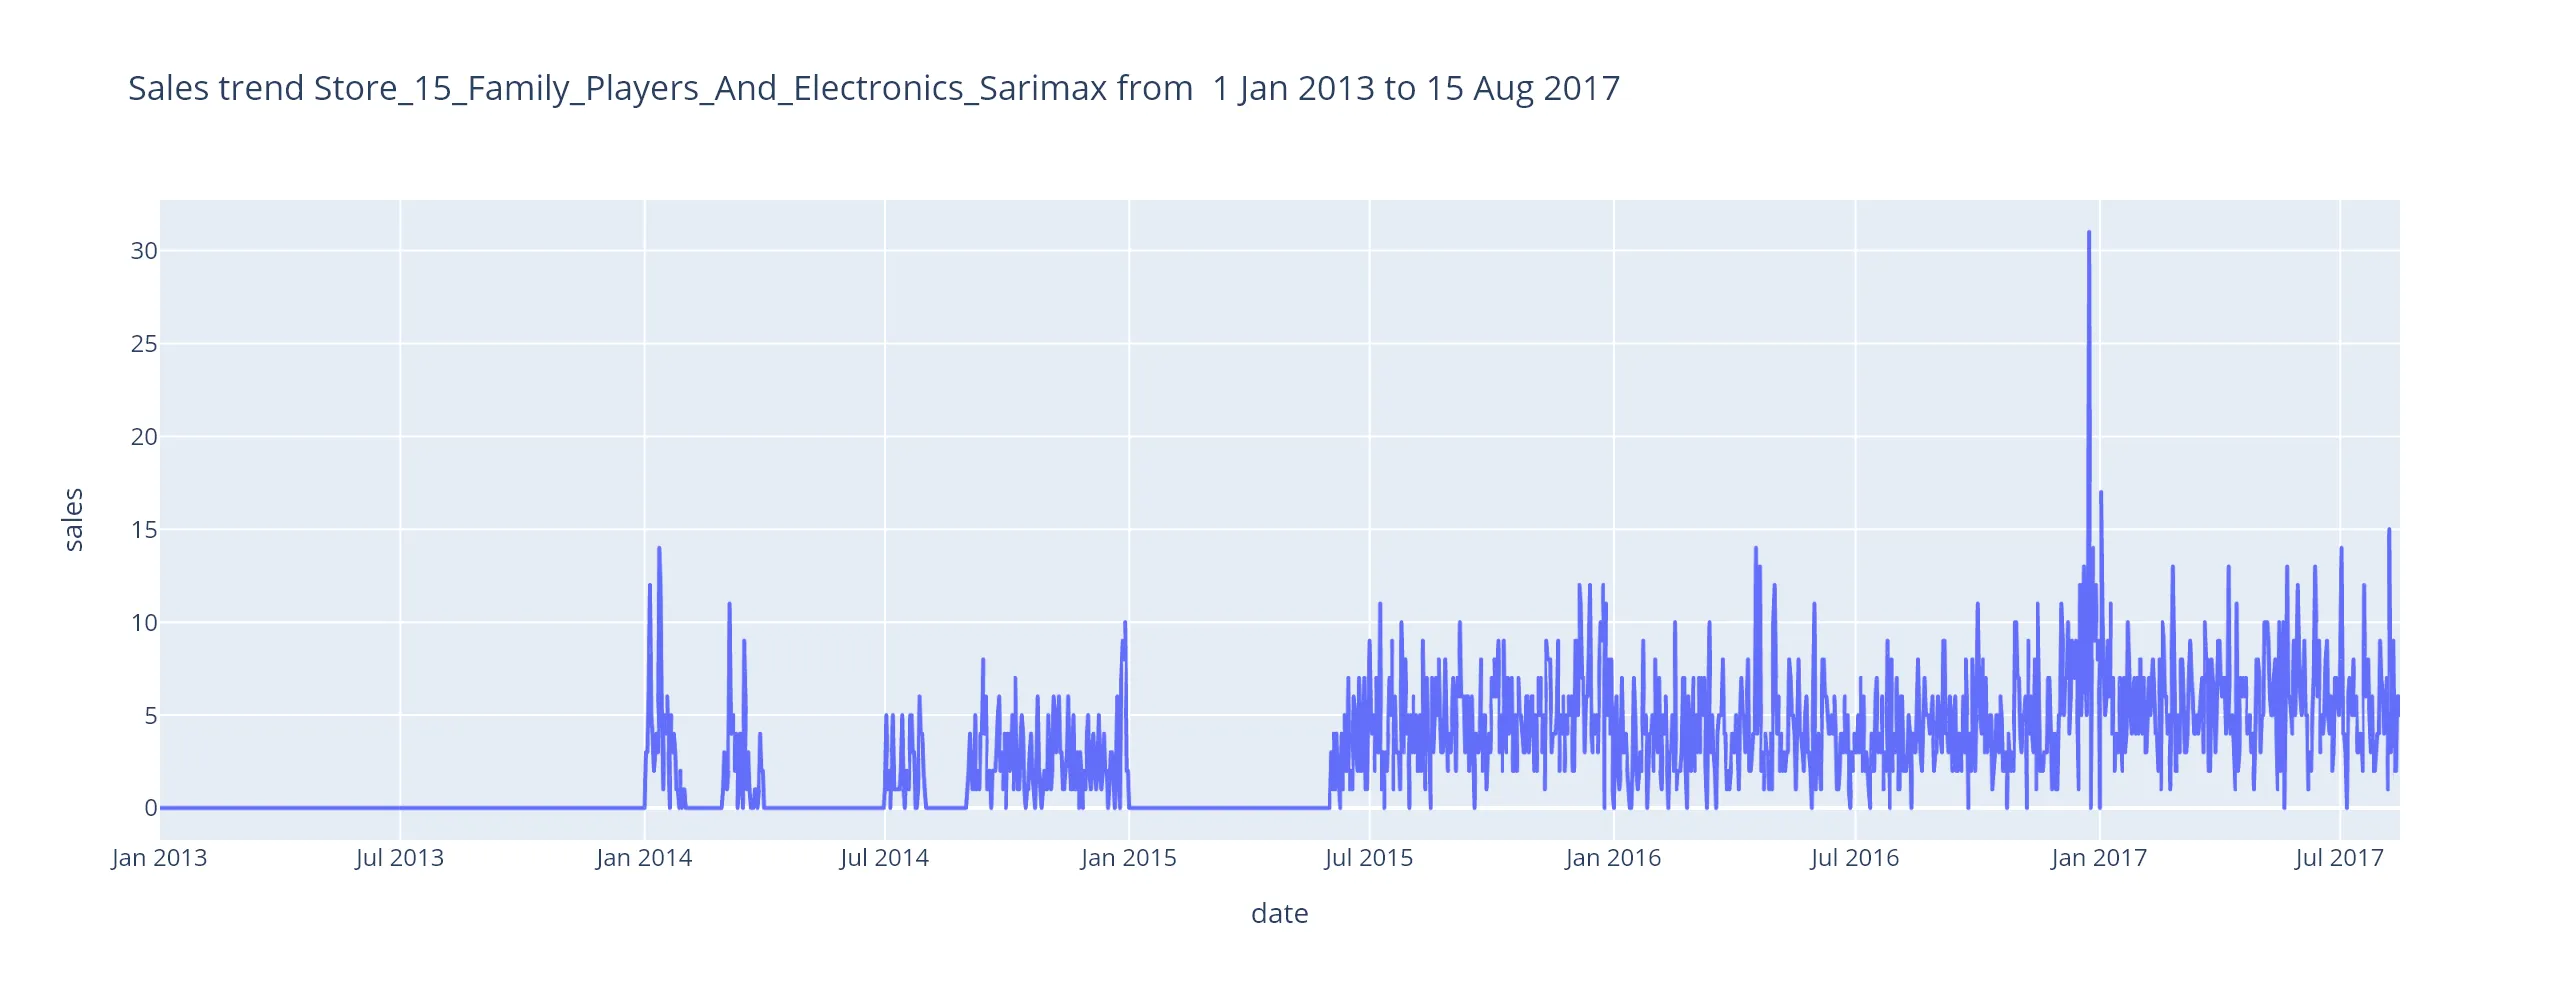 Sales trend Store_15_Family_Players_And_Electronics_Sarimax from  1 Jan 2013 to 15 Aug 2017
30
25
20
15
10
5
0
sales
Jan 2013 Jul 2013 Jan 2014 Jul 2014 Jan 2015 Jul 2015 Jan 2016 Jul 2016 Jan 2017 Jul 2017
date